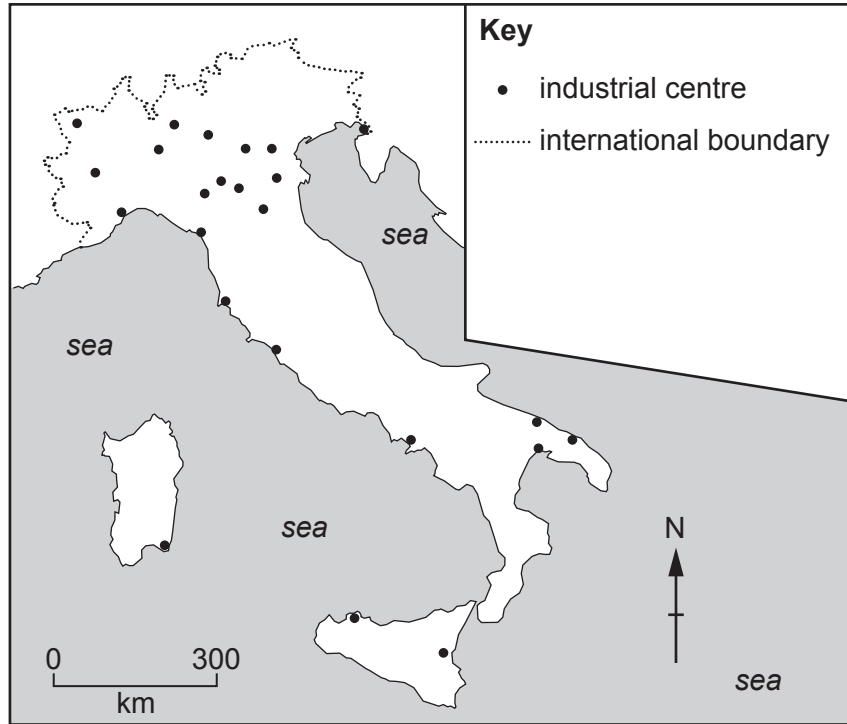 Key
industrial centre
international boundary
sea
sea
sea
N
0 300
km
sea